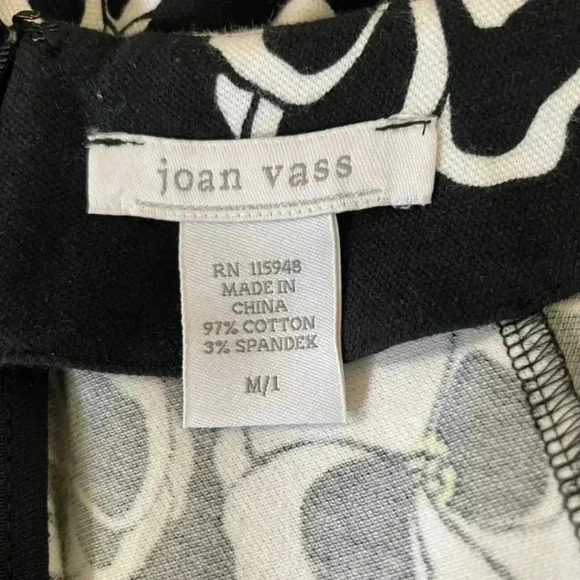 joan vass
RN 115948
MADE IN
CHINA
97% COTTON
3% SPANDEX
M/1